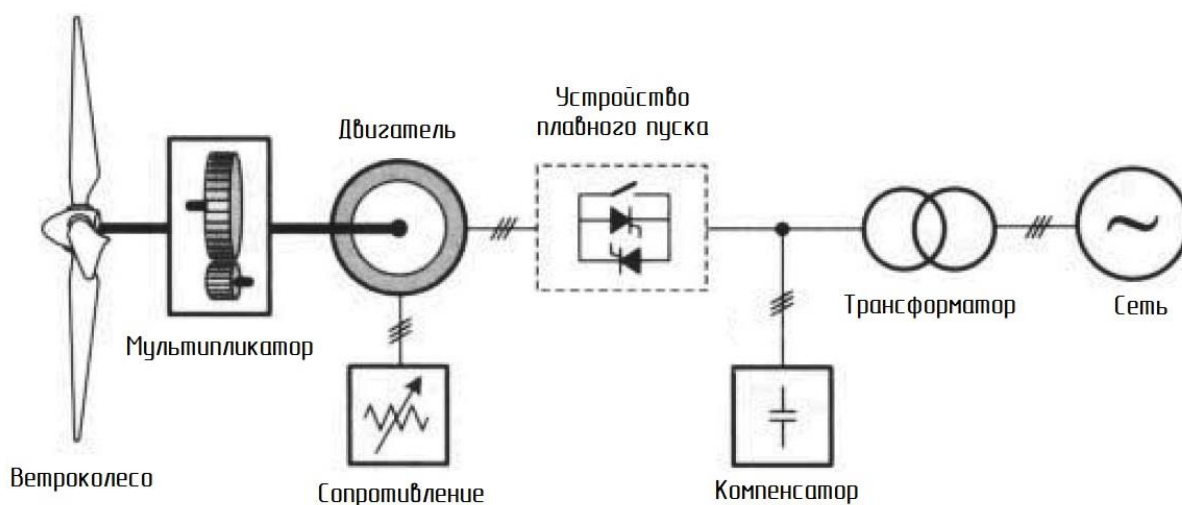 Устройство
плавного пуска
Двигатель
Мультипликатор
Трансформатор
Сеть
Ветроколесо
Сопротивление
Компенсатор